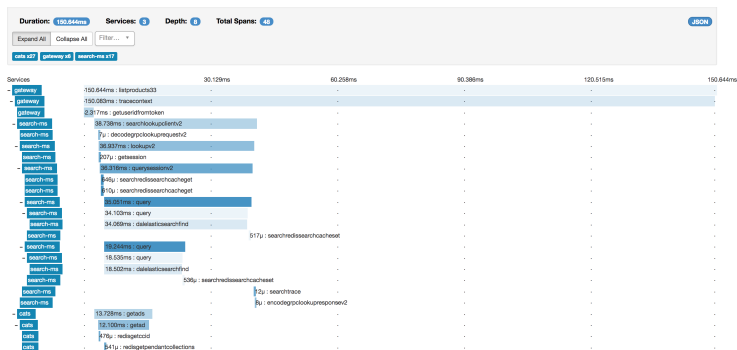 Duration: 150.644ms Services: 3 Depth: 8 Total Spans: 48 JSON
Expand All Collapse All Filter...
cats x27 gateway x6 search-ms x17
Services 30.129ms 60.258ms 90.386ms 120.515ms 150.644ms
gateway 150.644ms : listproducts33
gateway 150.083ms : tracecontext
gateway 2.317ms : getuseridfromtoken
search-ms 38.738ms : searchlookupclientv2
search-ms 7μ : decodegrpclookuprequestv2
search-ms 36.937ms : lookupv2
search-ms 207μ : getsession
search-ms 36.316ms : querysessionv2
search-ms 646μ : searchredissearchcacheget
search-ms 610μ : searchredissearchcacheget
search-ms 35.051ms : query
search-ms 34.103ms : query
search-ms 34.069ms : dalelasticsearchfind
search-ms 517μ : searchredissearchcacheset
search-ms 19.244ms : query
search-ms 18.535ms : query
search-ms 18.502ms : dalelasticsearchfind
search-ms 536μ : searchredissearchcacheset
search-ms 12μ : searchtrace
search-ms 8μ : encodegrpclookupresponsev2
cats 13.728ms : getads
cats 12.100ms : getad
cats 476μ : redisgetccid
cats 541μ : redisgetpendantcollections